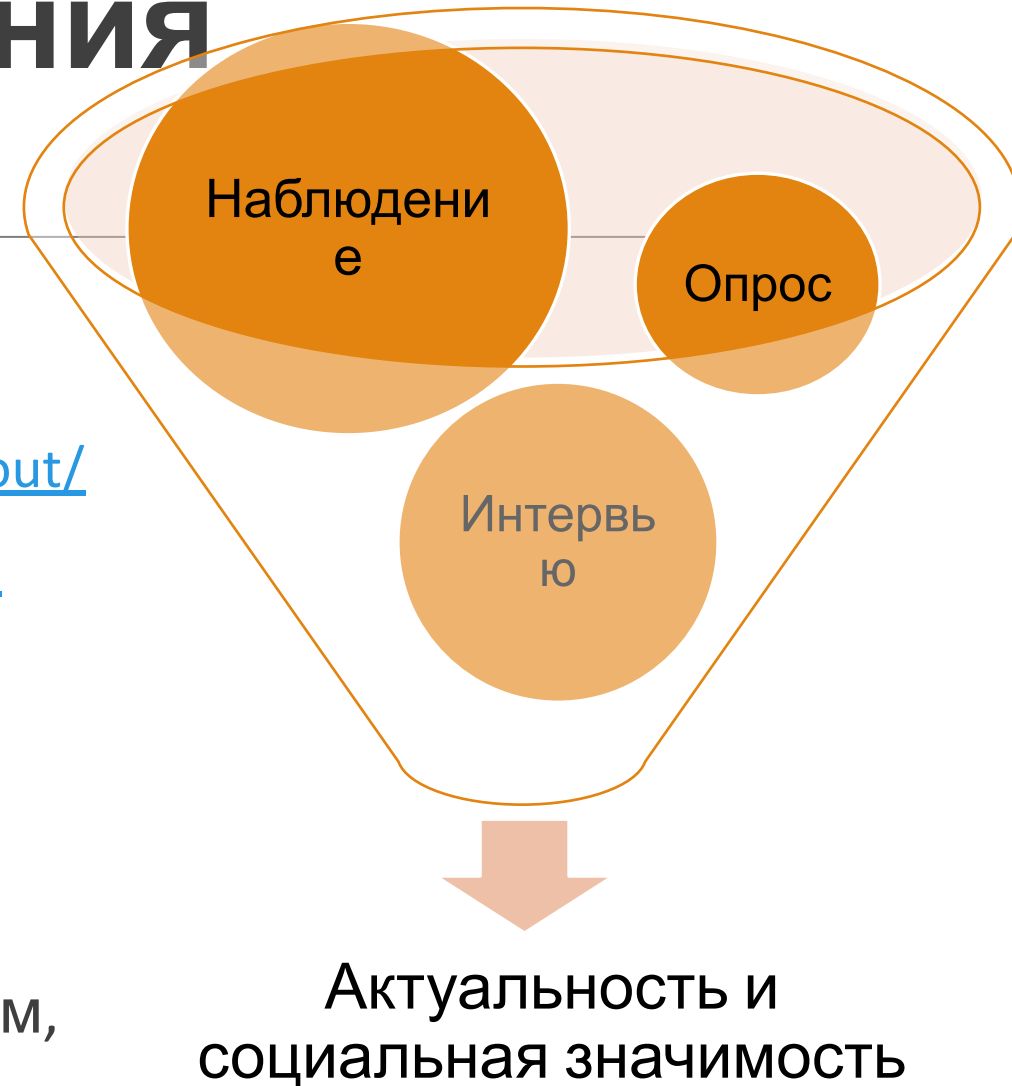 ния
Наблюдени
е
Опрос
out/
Интервь
ю
м,
Актуальность и
социальная значимость